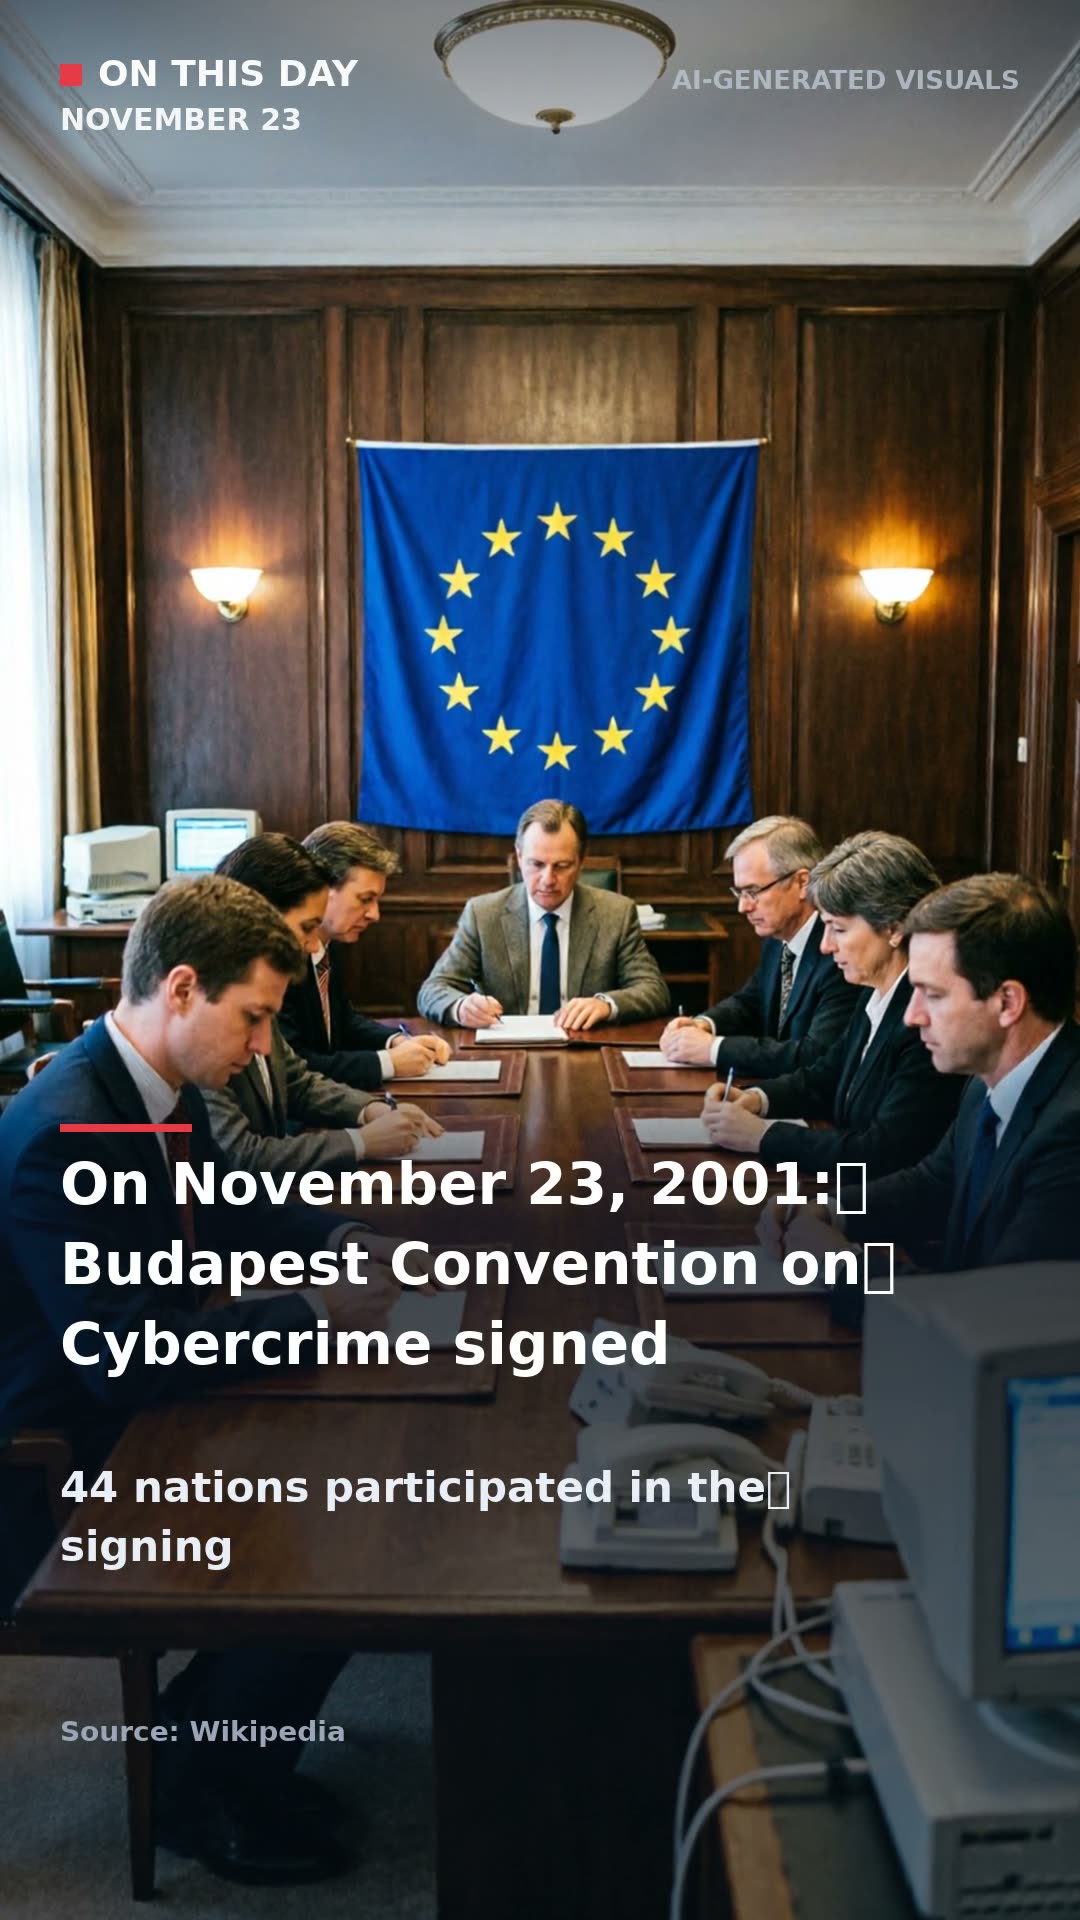 ON THIS DAY
AI-GENERATED VISUALS
NOVEMBER 23
On November 23, 2001:
Budapest Convention on
Cybercrime signed
44 nations participated in the
signing
Source: Wikipedia